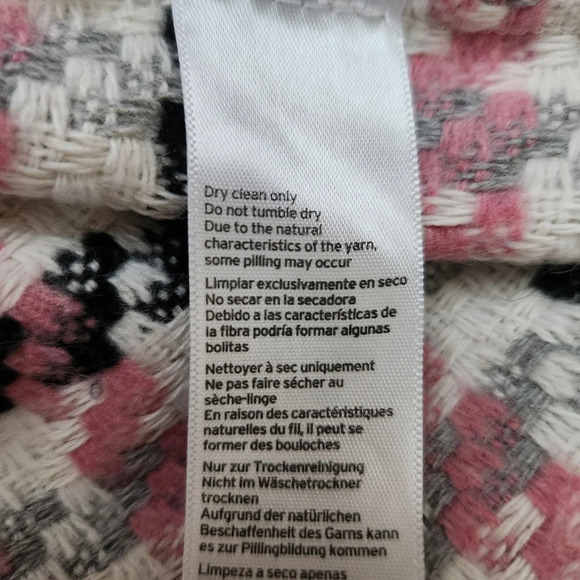 Dry clean only
Do not tumble dry
Due to the natural
characteristics of the yarn,
some pilling may occur
Limpiar exclusivamente en seco
No secar en la secadora
Debido a las características de
la fibra podría formar algunas
bolitas
Nettoyer à sec uniquement
Ne pas faire sécher au
sèche-linge
En raison des caractéristiques
naturelles du fil, il peut se
former des bouloches
Nur zur Trockenreinigung
Nicht im Wäschetrockner
trocknen
Aufgrund der natürlichen
Beschaffenheit des Garns kann
es zur Pillingbildung kommen
Limpeza a seco apenas